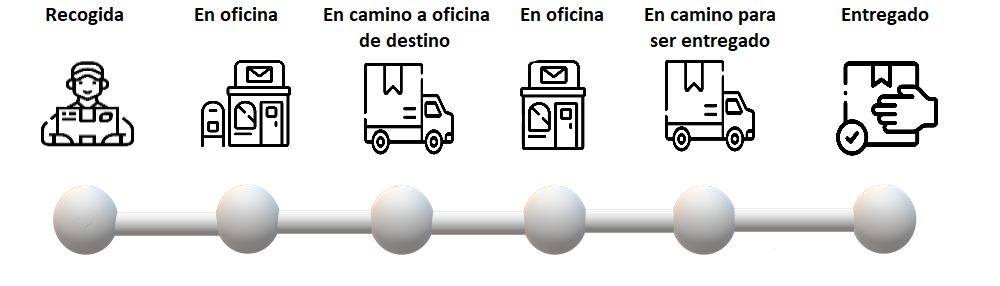 Recogida
En oficina
En camino a oficina
de destino
En oficina
En camino para
ser entregado
Entregado